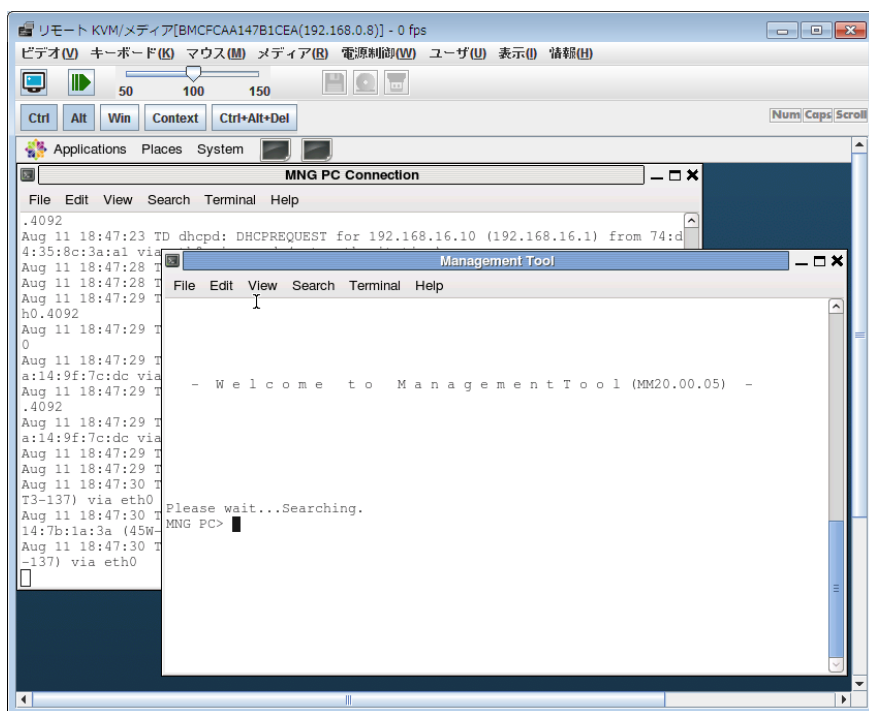 リモート KVM/メディア[BMCFCAA147B1CEA(192.168.0.8)] - 0 fps
ビデオ(V) キーボード(K) マウス(M) メディア(R) 電源制御(W) ユーザ(U) 表示(I) 情報(H)
50 100 150
Ctrl Alt Win Context Ctrl+Alt+Del Num Caps Scroll
Applications Places System
MNG PC Connection
File Edit View Search Terminal Help
.4092
Aug 11 18:47:23 TD dhcpd: DHCPREQUEST for 192.168.16.10 (192.168.16.1) from 74:d
4:35:8c:3a:a1 via
Aug 11 18:47:28 T
Aug 11 18:47:28 T
Aug 11 18:47:29 T
h0.4092
Aug 11 18:47:29 T
0
Aug 11 18:47:29 T
a:14:9f:7c:dc via
Aug 11 18:47:29 T
.4092
Aug 11 18:47:29 T
a:14:9f:7c:dc via
Aug 11 18:47:29 T
Aug 11 18:47:29 T
Aug 11 18:47:30 T
T3-137) via eth0
Aug 11 18:47:30 T
14:7b:1a:3a (45W-
Aug 11 18:47:30 T
-137) via eth0
Management Tool
File Edit View Search Terminal Help
- W e l c o m e t o M a n a g e m e n t T o o l (MM20.00.05) -
Please wait...Searching.
MNG PC>